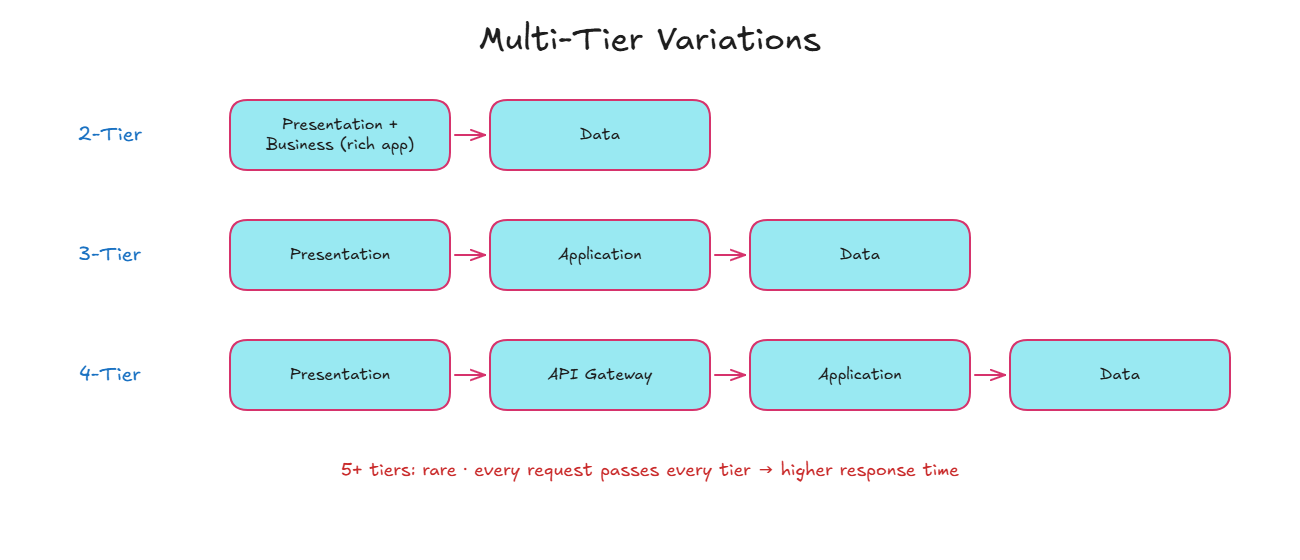 Multi-Tier Variations
2-Tier
Presentation +
Business (rich app)
Data
3-Tier
Presentation
Application
Data
4-Tier
Presentation
API Gateway
Application
Data
5+ tiers: rare · every request passes every tier → higher response time